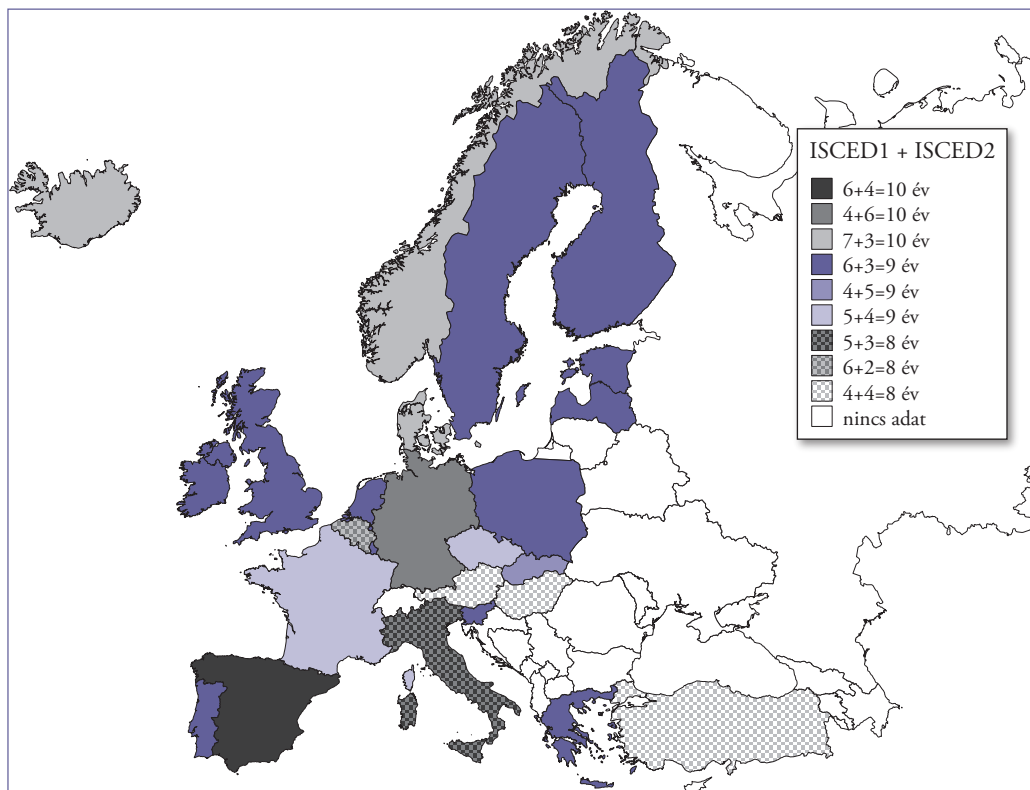 ISCED1 + ISCED2
6+4=10 év
4+6=10 év
7+3=10 év
6+3=9 év
4+5=9 év
5+4=9 év
5+3=8 év
6+2=8 év
4+4=8 év
nincs adat